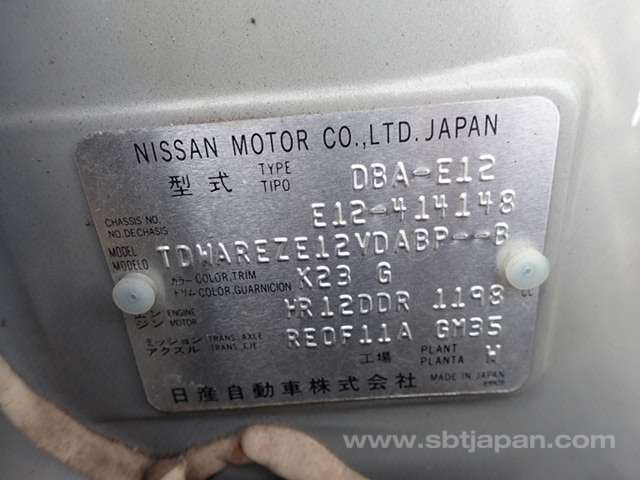 NISSAN MOTOR CO.,LTD. JAPAN
型式 TYPE TIPO DBA-E12
CHASSIS NO. NO.DE CHASIS E12-414148
MODEL MODELO TDWAREZE12YDABP--B
カラー COLOR,TRIM トリム COLOR,GUARNICION K23 G
エンジン ENGINE MOTOR HR12DDR 1198 CC
ミッション アクスル TRANS. AXLE TRANS. EJE RE0F11A GM35
工場 PLANT PLANTA W
日産自動車株式会社 MADE IN JAPAN
www.sbtjapan.com